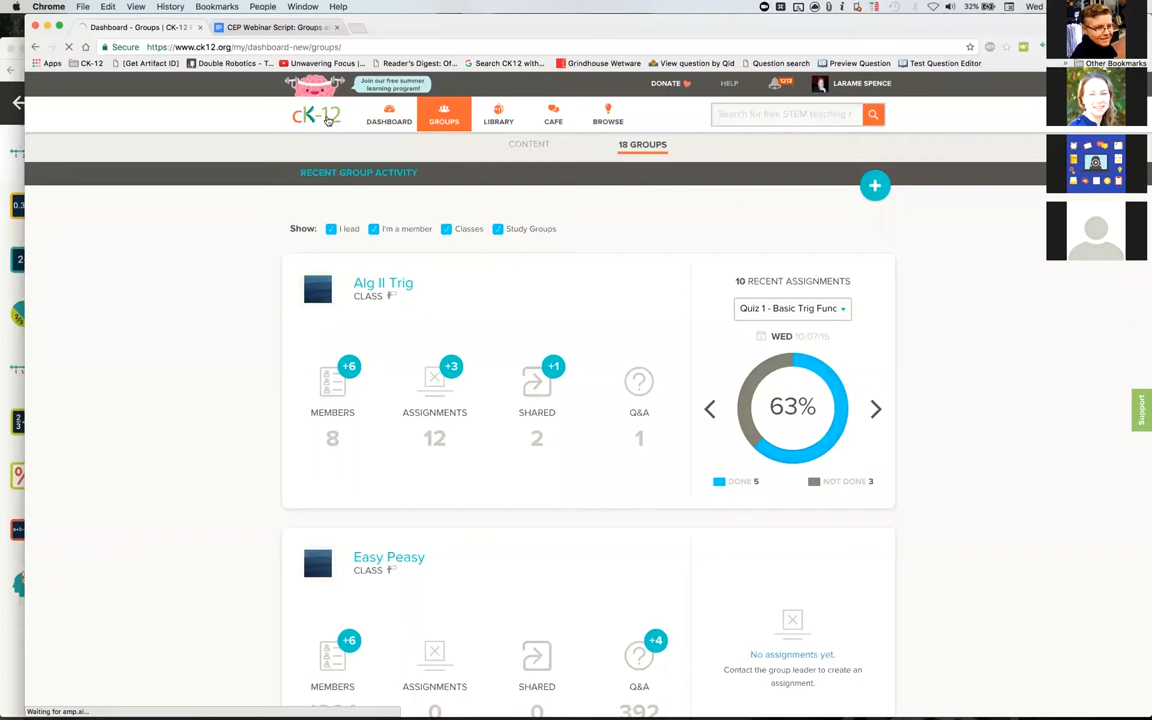 Chrome File Edit View History Bookmarks People Window Help 32% Wed
Dashboard - Groups | CK-12 F × CEP Webinar Script: Groups a ×
Secure https://www.ck12.org/my/dashboard-new/groups/
Apps CK-12 [Get Artifact ID] Double Robotics - T... Unwavering Focus |... Reader's Digest: Of... Search CK12 with... Grindhouse Wetware View question by Qid Question search Preview Question Test Question Editor Other Bookmarks
Join our free summer
learning program!
DONATE HELP 1213 LARAME SPENCE
cK-12 DASHBOARD GROUPS LIBRARY CAFE BROWSE Search for free STEM teaching r
CONTENT 18 GROUPS
RECENT GROUP ACTIVITY +
Show: I lead I'm a member Classes Study Groups
Alg II Trig
CLASS
10 RECENT ASSIGNMENTS
Quiz 1 - Basic Trig Func
WED 10/07/15
+6 +3 +1
MEMBERS ASSIGNMENTS SHARED Q&A
8 12 2 1
63%
DONE 5 NOT DONE 3
Easy Peasy
CLASS
+6 +4
MEMBERS ASSIGNMENTS SHARED Q&A
0 0 392
No assignments yet.
Contact the group leader to create an
assignment.
Support
Waiting for amp.ai...